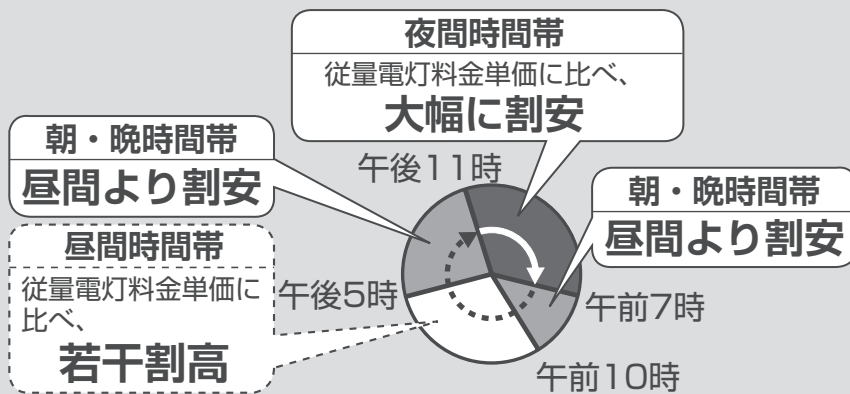 夜間時間帯
従量電灯料金単価に比べ、
大幅に割安
朝・晩時間帯
昼間より割安
午後11時
朝・晩時間帯
昼間より割安
昼間時間帯
従量電灯料金単価に
比べ、
若干割高
午後5時
午前7時
午前10時